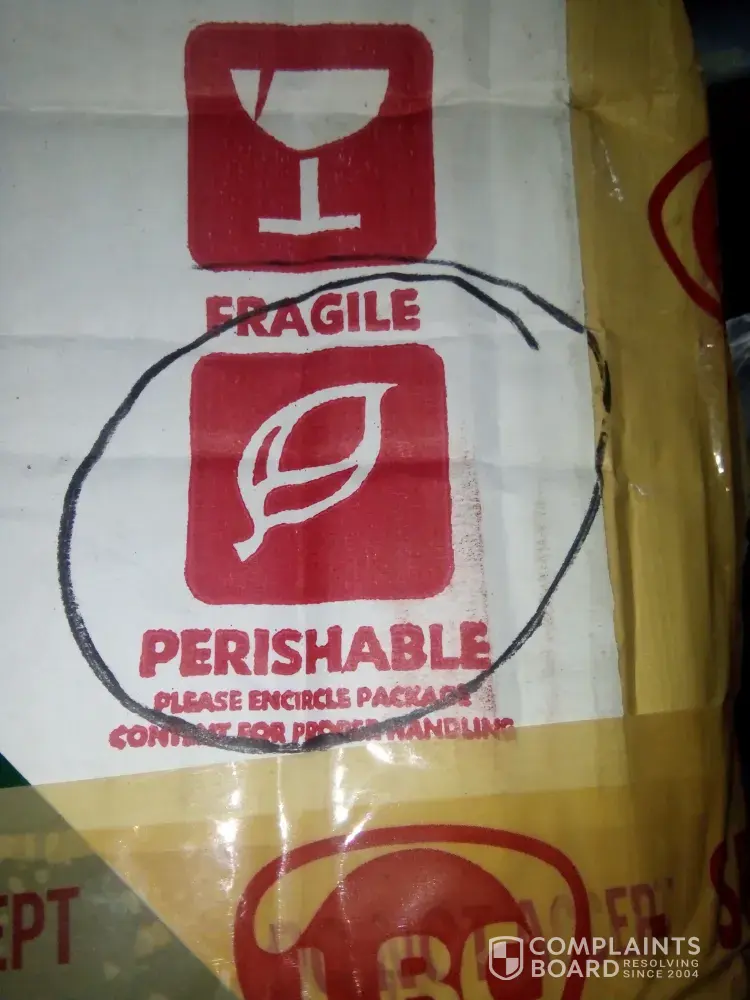 FRAGILE
PERISHABLE
PLEASE ENCIRCLE PACKAGE
CONTENT FOR PROPER HANDLING
EPT
COMPLAINTS
BOARD RESOLVING
SINCE 2004